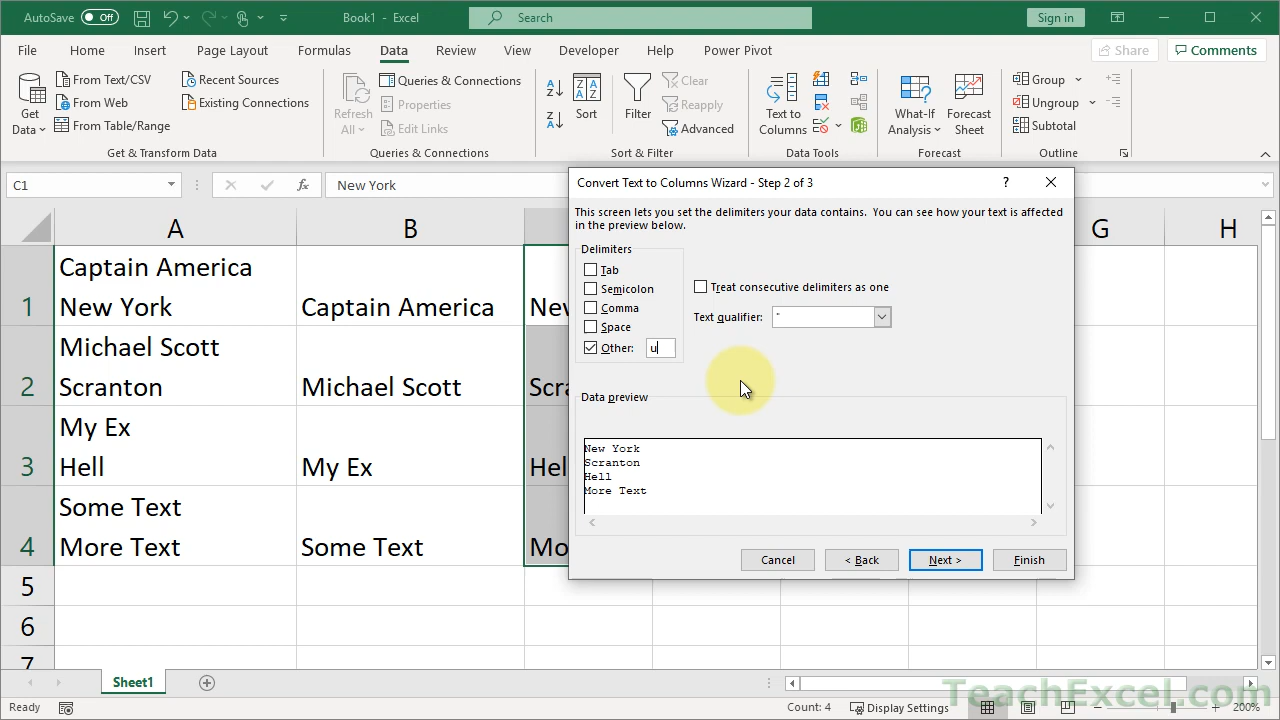 AutoSave Off Book1 - Excel Search Sign in
File Home Insert Page Layout Formulas Data Review View Developer Help Power Pivot Share Comments
Get Data
From Text/CSV
From Web
From Table/Range
Recent Sources
Existing Connections
Get & Transform Data
Refresh All
Queries & Connections
Properties
Edit Links
Queries & Connections
Sort
Filter
Clear
Reapply
Advanced
Sort & Filter
Text to Columns
Data Tools
What-If Analysis
Forecast Sheet
Forecast
Group
Ungroup
Subtotal
Outline
C1 fx New York
A B G H
1 Captain America
New York Captain America New
2 Michael Scott
Scranton Michael Scott Scra
3 My Ex
Hell My Ex Hel
4 Some Text
More Text Some Text Mo
5
6
7
Convert Text to Columns Wizard - Step 2 of 3 ?
This screen lets you set the delimiters your data contains. You can see how your text is affected
in the preview below.
Delimiters
Tab
Semicolon
Comma
Space
Other: u
Treat consecutive delimiters as one
Text qualifier: "
Data preview
New York
Scranton
Hell
More Text
Cancel < Back Next > Finish
Sheet1
TeachExcel.com
Ready Count: 4 Display Settings 200%